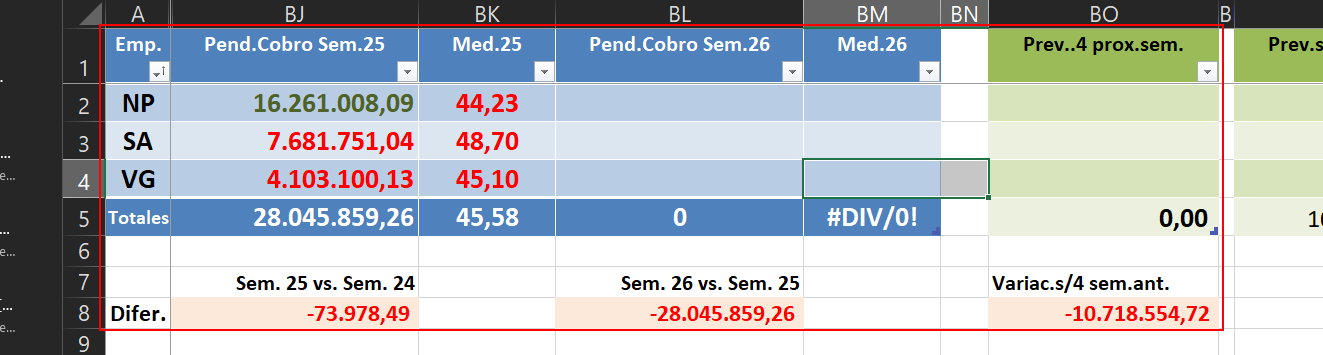 A BJ BK BL BM BN BO B
1 Emp. Pend.Cobro Sem.25 Med.25 Pend.Cobro Sem.26 Med.26 Prev..4 prox.sem. Prev.s
2 NP 16.261.008,09 44,23
3 SA 7.681.751,04 48,70
4 VG 4.103.100,13 45,10
5 Totales 28.045.859,26 45,58 0 #DIV/0! 0,00
6
7 Sem. 25 vs. Sem. 24 Sem. 26 vs. Sem. 25 Variac.s/4 sem.ant.
8 Difer. -73.978,49 -28.045.859,26 -10.718.554,72
9